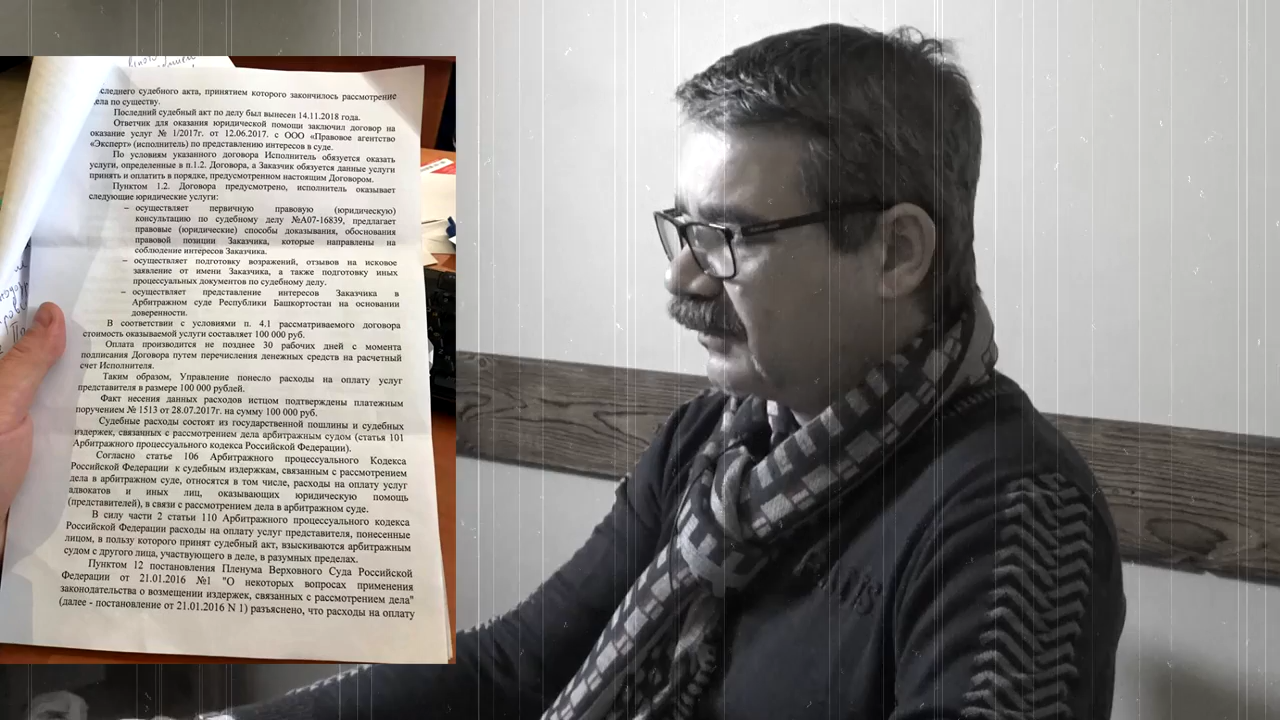 следнего судебного акта, принятием которого закончилось рассмотрение
дела по существу.
Последний судебный акт по делу был вынесен 14.11.2018 года.
Ответчик для оказания юридической помощи заключил договор на
оказание услуг № 1/2017г. от 12.06.2017. с ООО «Правовое агентство
«Эксперт» (исполнитель) по представлению интересов в суде.
По условиям указанного договора Исполнитель обязуется оказать
услуги, определенные в п.1.2. Договора, а Заказчик обязуется данные услуги
принять и оплатить в порядке, предусмотренном настоящим Договором.
Пунктом 1.2. Договора предусмотрено, исполнитель оказывает
следующие юридические услуги:
– осуществляет первичную правовую (юридическую)
консультацию по судебному делу №А07-16839, предлагает
правовые (юридические) способы доказывания, обоснования
правовой позиции Заказчика, которые направлены на
соблюдение интересов Заказчика.
– осуществляет подготовку возражений, отзывов на исковое
заявление от имени Заказчика, а также подготовку иных
процессуальных документов по судебному делу.
– осуществляет представление интересов Заказчика в
Арбитражном суде Республики Башкортостан на основании
доверенности.
В соответствии с условиями п. 4.1 рассматриваемого договора
стоимость оказываемой услуги составляет 100 000 руб.
Оплата производится не позднее 30 рабочих дней с момента
подписания Договора путем перечисления денежных средств на расчетный
счет Исполнителя.
Таким образом, Управление понесло расходы на оплату услуг
представителя в размере 100 000 рублей.
Факт несения данных расходов истцом подтверждены платежным
поручением № 1513 от 28.07.2017г. на сумму 100 000 руб.
Судебные расходы состоят из государственной пошлины и судебных
издержек, связанных с рассмотрением дела арбитражным судом (статья 101
Арбитражного процессуального кодекса Российской Федерации).
Согласно статье 106 Арбитражного процессуального Кодекса
Российской Федерации к судебным издержкам, связанным с рассмотрением
дела в арбитражном суде, относятся в том числе, расходы на оплату услуг
адвокатов и иных лиц, оказывающих юридическую помощь
(представителей), в связи с рассмотрением дела в арбитражном суде.
В силу части 2 статьи 110 Арбитражного процессуального кодекса
Российской Федерации расходы на оплату услуг представителя, понесенные
лицом, в пользу которого принят судебный акт, взыскиваются арбитражным
судом с другого лица, участвующего в деле, в разумных пределах.
Пунктом 12 постановления Пленума Верховного Суда Российской
Федерации от 21.01.2016 №1 "О некоторых вопросах применения
законодательства о возмещении издержек, связанных с рассмотрением дела"
(далее - постановление от 21.01.2016 N 1) разъяснено, что расходы на оплату